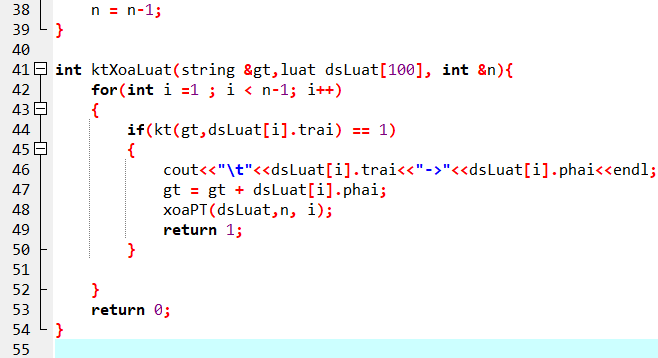 38 n = n-1;
39 }
40
41 int ktXoaLuat(string &gt,luat dsLuat[100], int &n){
42 for(int i =1 ; i < n-1; i++)
43 {
44 if(kt(gt,dsLuat[i].trai) == 1)
45 {
46 cout<<"\t"<<dsLuat[i].trai<<"->"<<dsLuat[i].phai<<endl;
47 gt = gt + dsLuat[i].phai;
48 xoaPT(dsLuat,n, i);
49 return 1;
50 }
51
52 }
53 return 0;
54 }
55